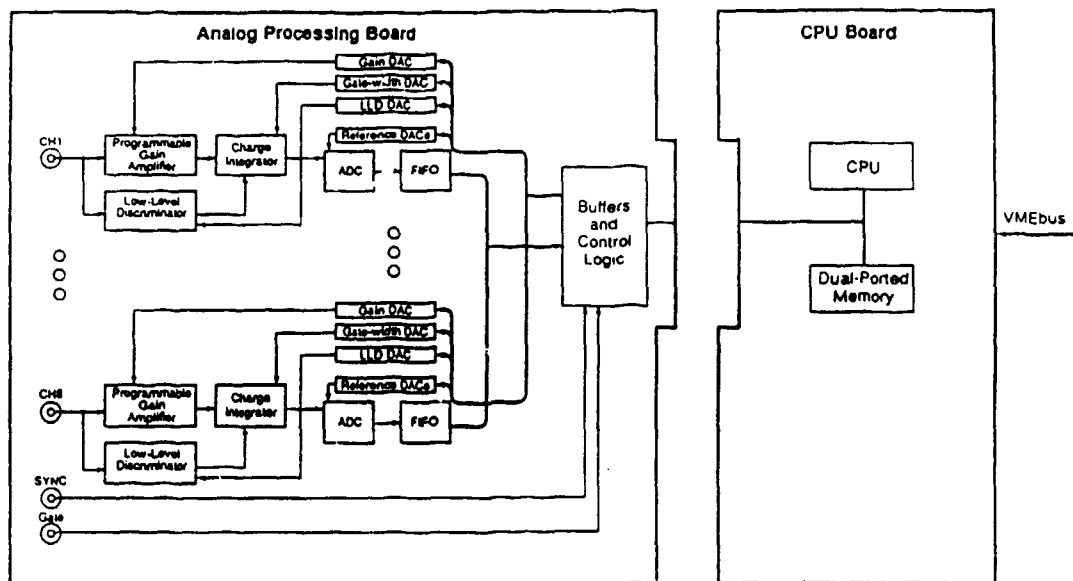 Analog Processing Board
CPU Board
Gain DAC
Gate-width DAC
LLD DAC
Reference DACs
CH1
Programmable
Gain
Amplifier
Charge
Integrator
ADC
FIFO
Low-Level
Discriminator
Buffers
and
Control
Logic
CPU
VMEbus
Dual-Ported
Memory
Gain DAC
Gate-width DAC
LLD DAC
Reference DACs
CH8
Programmable
Gain
Amplifier
Charge
Integrator
ADC
FIFO
Low-Level
Discriminator
SYNC
Gate